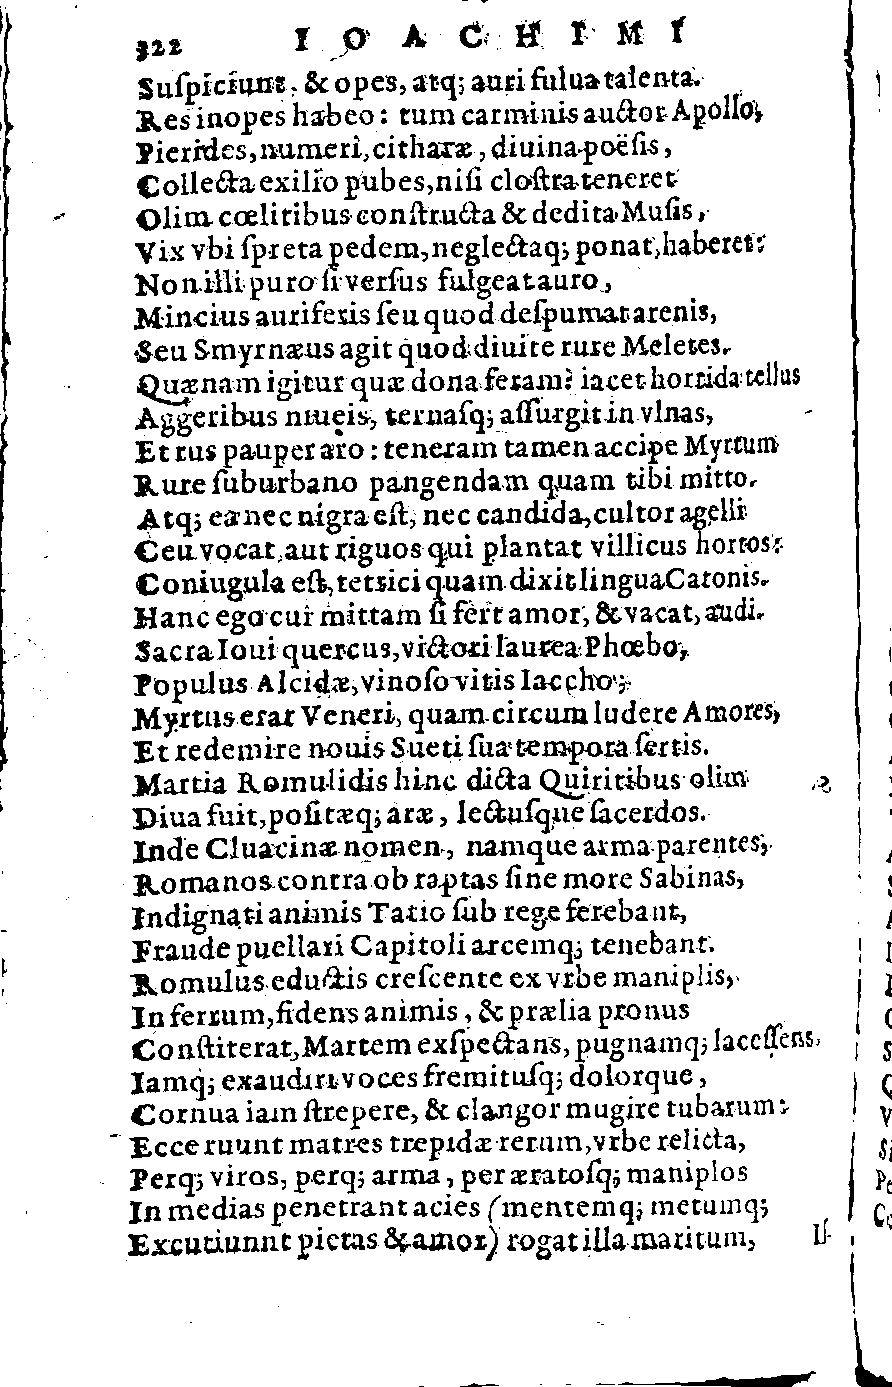 322 IOACHIMI
Suſpiciunt, & opes, atq; auri fulua talenta.
Res inopes habeo: tum carminis auctor Apollo,
Pierides, numeri, citharæ, diuina poësis,
Collecta exilio pubes, niſi cloſtra teneret
Olim cœlitibus conſtructa & dedita Muſis,
Vix vbi ſpreta pedem, neglectaq; ponat, haberet:
Non illi puro ſi verſus fulgeat auro,
Mincius auriferis ſeu quod deſpumat arenis,
Seu Smyrnæus agit quod diuite rure Meletes.
Quænam igitur quæ dona feram? iacet horrida tellus
Aggeribus niueis, ternaſq; aſſurgit in vlnas,
Et rus pauper aro: teneram tamen accipe Myrtum
Rure ſuburbano pangendam quam tibi mitto.
Atq; ea nec nigra eſt, nec candida, cultor agelli
Ceu vocat, aut riguos qui plantat villicus hortos:
Coniugula eſt, tetrici quam dixit lingua Catonis.
Hanc ego cur mittam ſi fert amor, & vacat, audi.
Sacra Ioui quercus, victori laurea Phœbo,
Populus Alcidæ, vinoſo vitis Iaccho;
Myrtus erat Veneri, quam circum ludere Amores,
Et redemire nouis Sueti ſua tempora ſertis.
Martia Romulidis hinc dicta Quiritibus olim
Diua fuit, poſitæq; aræ, lectuſque ſacerdos.
Inde Cluacinæ nomen, namque arma parentes,
Romanos contra ob raptas ſine more Sabinas,
Indignati animis Tatio ſub rege ferebant,
Fraude puellari Capitoli arcemq; tenebant.
Romulus eductis creſcente ex vrbe maniplis,
In ferrum, fidens animis, & prælia pronus
Conſtiterat, Martem exſpectans, pugnamq; laceſſens,
Iamq; exaudiri voces fremituſq; dolorque,
Cornua iam ſtrepere, & clangor mugire tubarum:
Ecce ruunt matres trepidæ rerum, vrbe relicta,
Perq; viros, perq; arma, per æratoſq; maniplos
In medias penetrant acies (mentemq; metumq;
Excutiunnt pietas & amor) rogat illa maritum,